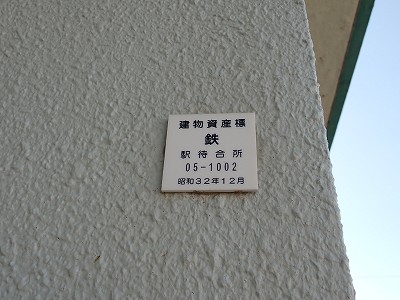 建物資産標
鉄
駅待合所
05-1002
昭和32年12月